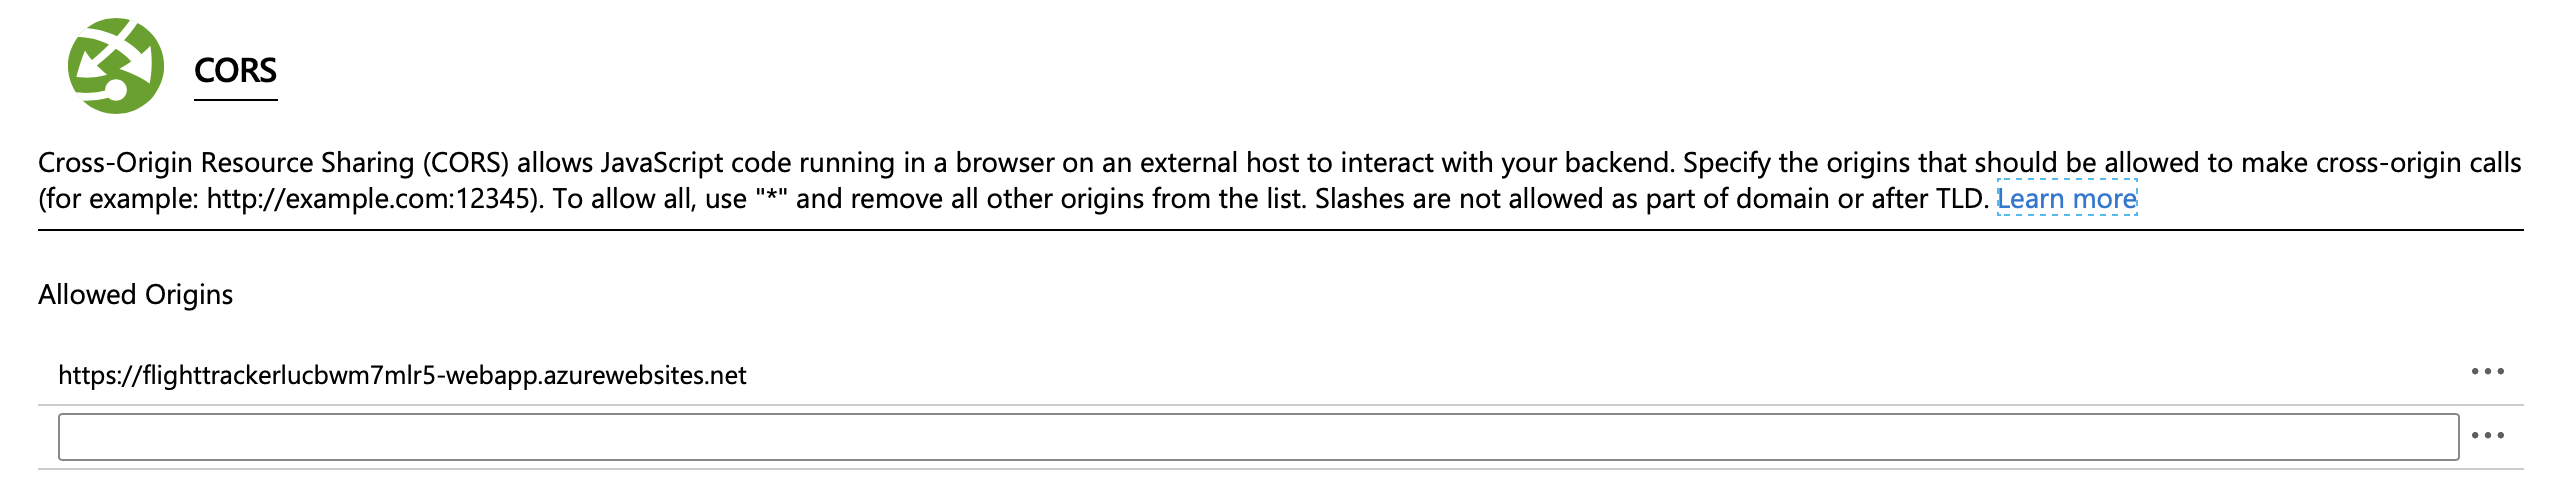 CORS
Cross-Origin Resource Sharing (CORS) allows JavaScript code running in a browser on an external host to interact with your backend. Specify the origins that should be allowed to make cross-origin calls
(for example: http://example.com:12345). To allow all, use "*" and remove all other origins from the list. Slashes are not allowed as part of domain or after TLD. Learn more
Allowed Origins
https://flighttrackerlucbwm7mlr5-webapp.azurewebsites.net